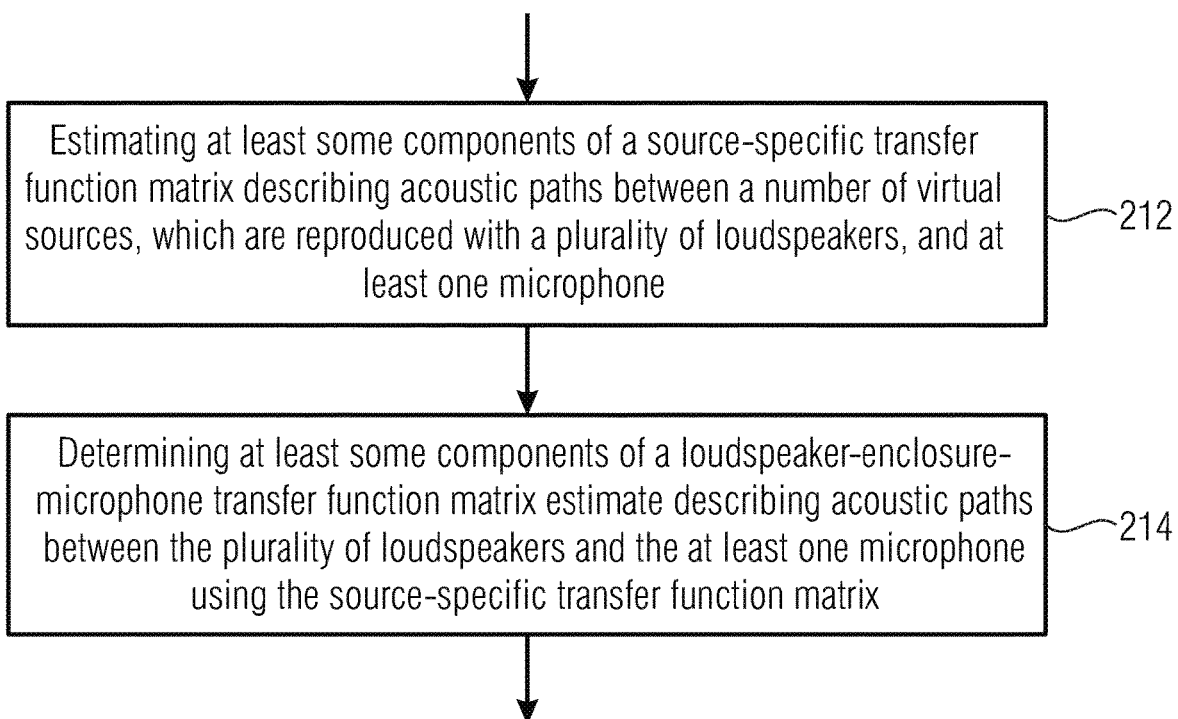 Estimating at least some components of a source-specific transfer
function matrix describing acoustic paths between a number of virtual
sources, which are reproduced with a plurality of loudspeakers, and at
least one microphone
212
Determining at least some components of a loudspeaker-enclosure-
microphone transfer function matrix estimate describing acoustic paths
between the plurality of loudspeakers and the at least one microphone
using the source-specific transfer function matrix
214